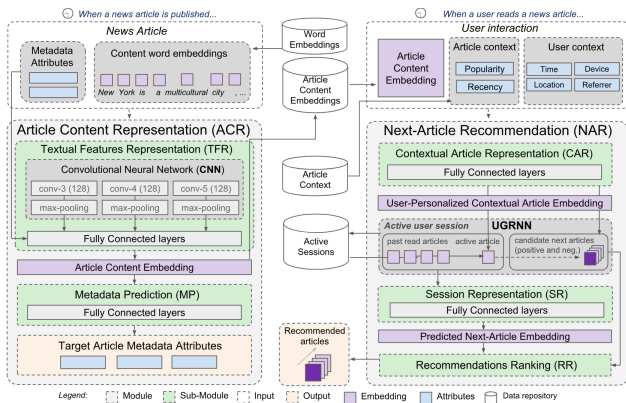 When a news article is published...
News Article
Metadata
Attributes
Content word embeddings
New York is a multicultural city , ...
Article Content Representation (ACR)
Textual Features Representation (TFR)
Convolutional Neural Network (CNN)
conv-3 (128) conv-4 (128) conv-5 (128)
max-pooling max-pooling max-pooling
Fully Connected layers
Article Content Embedding
Metadata Prediction (MP)
Fully Connected layers
Target Article Metadata Attributes
Word
Embeddings
Article
Content
Embeddings
Article
Context
Active
Sessions
Recommended
articles
When a user reads a news article...
User interaction
Article
Content
Embedding
Article context
Popularity
Recency
User context
Time Device
Location Referrer
Next-Article Recommendation (NAR)
Contextual Article Representation (CAR)
Fully Connected layers
User-Personalized Contextual Article Embedding
Active user session UGRNN
past read articles active article
candidate next articles
(positive and neg.)
Session Representation (SR)
Fully Connected layers
Predicted Next-Article Embedding
Recommendations Ranking (RR)
Legend: Module Sub-Module Input Output Embedding Attributes Data repository